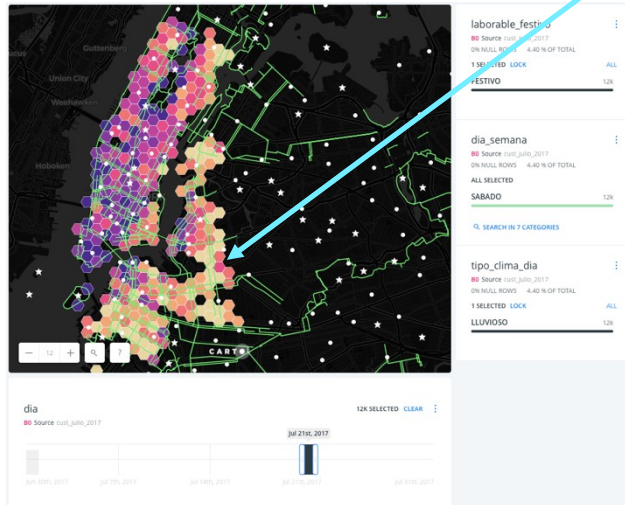 Guttenberg
Union City
Weehawken
Hoboken
− 12 + ?
CARTO
laborable_festivo
BD Source cust_julio_2017
0% NULL ROWS 4.40 % OF TOTAL
1 SELECTED LOCK ALL
FESTIVO 12k
dia_semana
BD Source cust_julio_2017
0% NULL ROWS 4.40 % OF TOTAL
ALL SELECTED
SABADO 12k
SEARCH IN 7 CATEGORIES
tipo_clima_dia
BD Source cust_julio_2017
0% NULL ROWS 4.40 % OF TOTAL
1 SELECTED LOCK ALL
LLUVIOSO 12k
dia 12K SELECTED CLEAR
BD Source cust_julio_2017
Jul 21st, 2017
Jun 30th, 2017 Jul 7th, 2017 Jul 14th, 2017 Jul 21st, 2017 Jul 31st, 2017